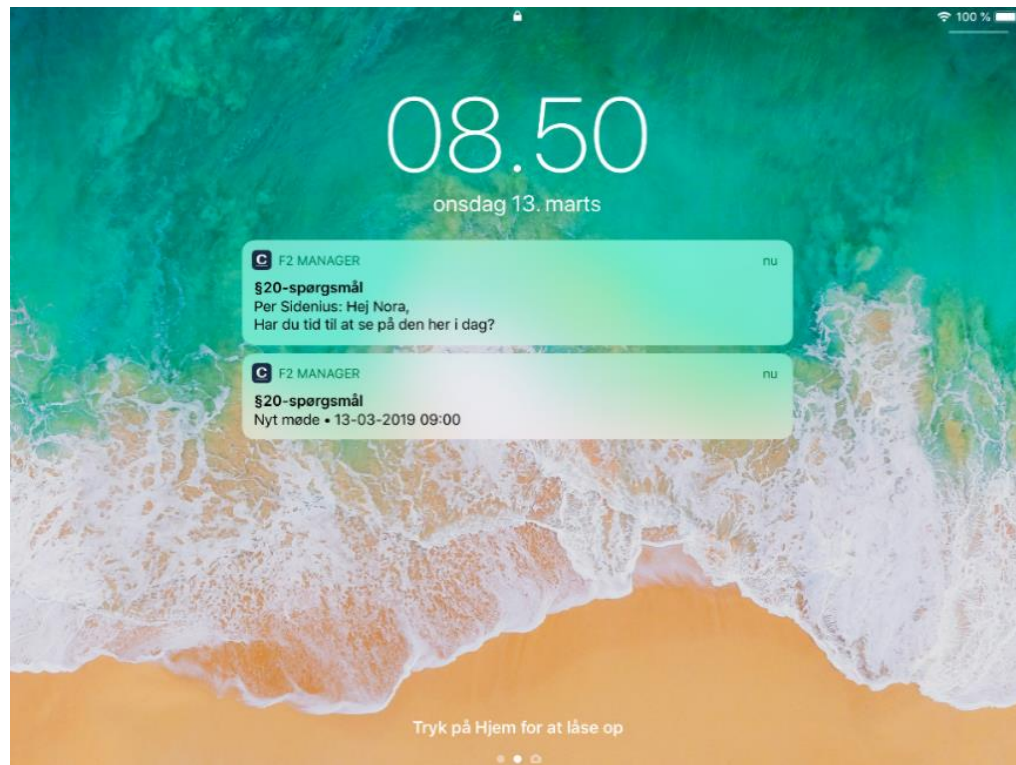 100 %
08.50
onsdag 13. marts
F2 MANAGER nu
§20-spørgsmål
Per Sidenius: Hej Nora,
Har du tid til at se på den her i dag?
F2 MANAGER nu
§20-spørgsmål
Nyt møde • 13-03-2019 09:00
Tryk på Hjem for at låse op